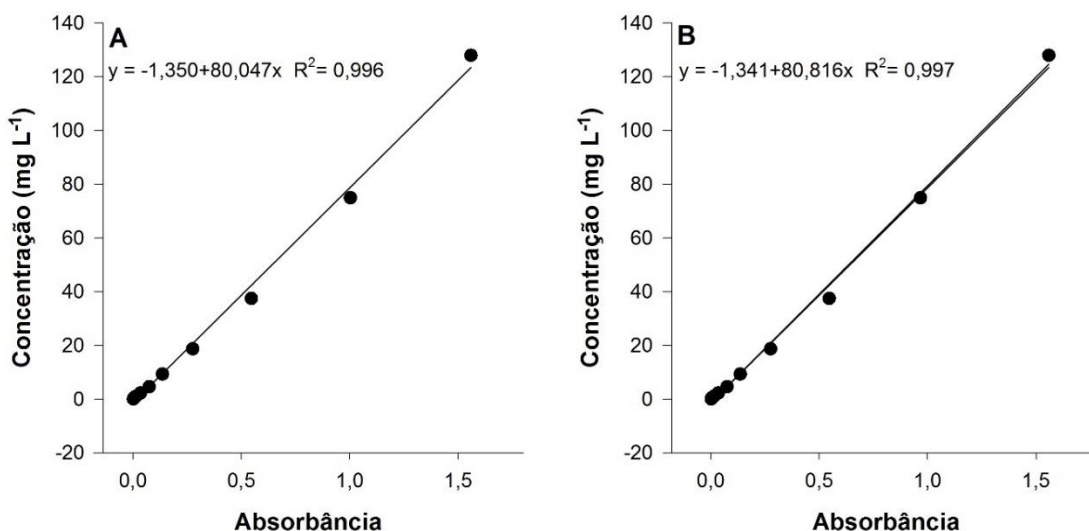 A
y = -1,350+80,047x R²= 0,996
Concentração (mg L⁻¹)
140
120
100
80
60
40
20
0
-20
0,0 0,5 1,0 1,5
Absorbância
B
y = -1,341+80,816x R²= 0,997
Concentração (mg L⁻¹)
140
120
100
80
60
40
20
0
-20
0,0 0,5 1,0 1,5
Absorbância